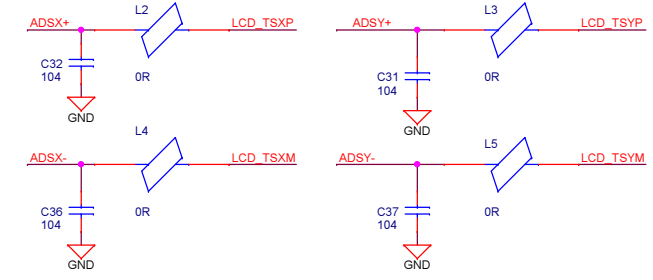 L2
ADSX+
LCD_TSXP
C32
104
0R
GND
L3
ADSY+
LCD_TSYP
C31
104
0R
GND
L4
ADSX-
LCD_TSXM
C36
104
0R
GND
L5
ADSY-
LCD_TSYM
C37
104
0R
GND